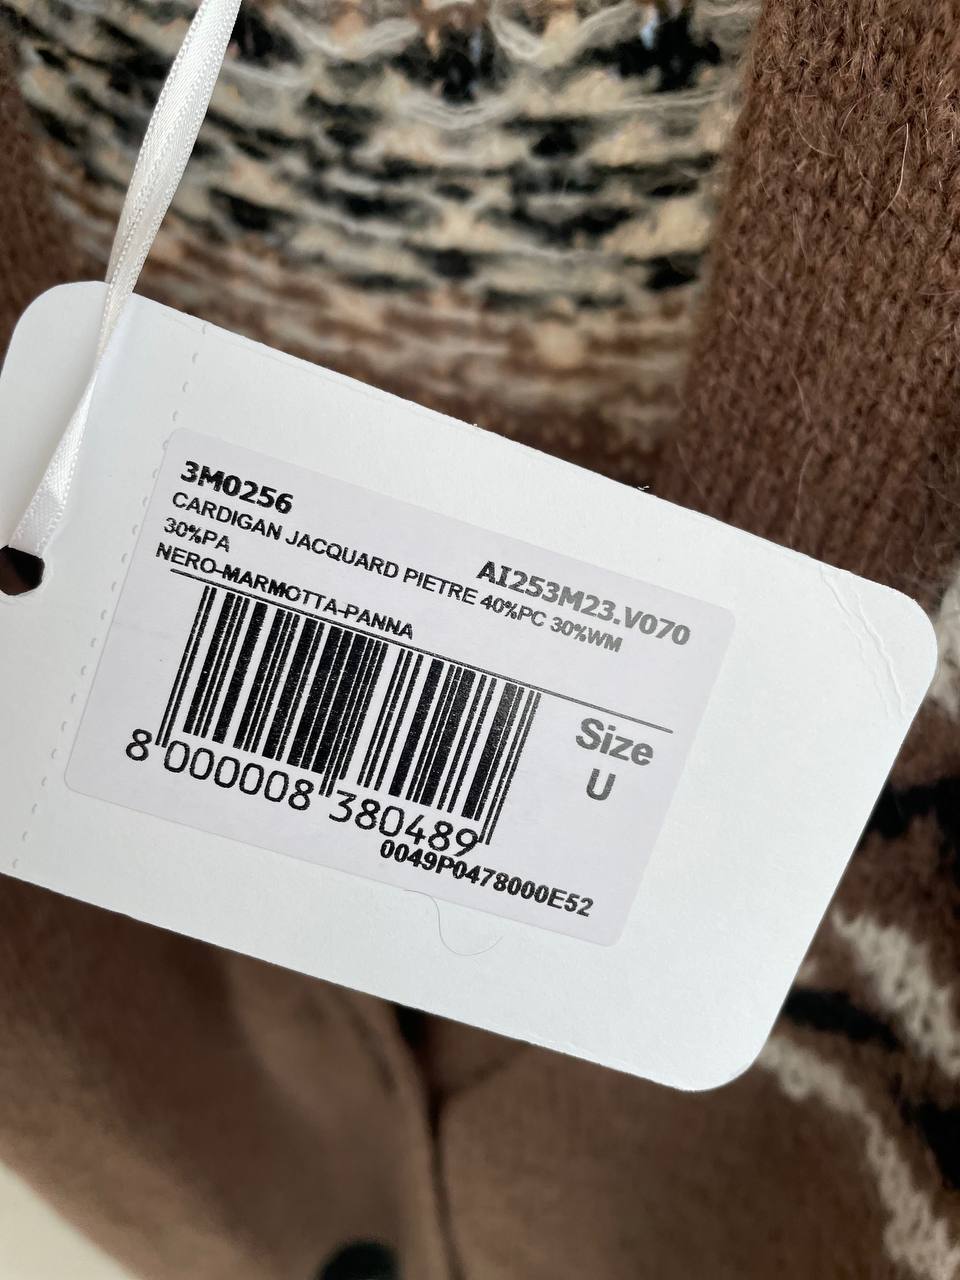 3M0256
AI253M23.V070
CARDIGAN JACQUARD PIETRE 40%PC 30%WM
30%PA
NERO-MARMOTTA-PANNA
Size
U
8 000008 380489
0049P0478000E52